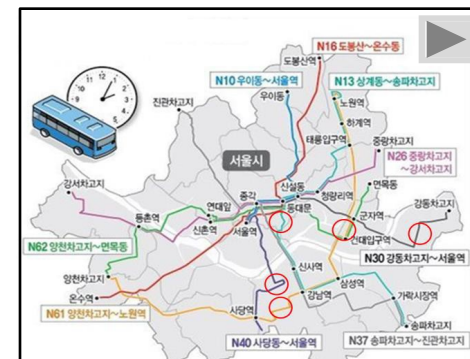 N16 도봉산~온수동
도봉산역
N10 우이동~서울역
N13 상계동~송파차고지
우이동
노원역
진관차고지
하계역
태릉입구역
중랑차고지
N26 중랑차고지
~강서차고지
서울시
강서차고지
신설동
청량리역
면목동
연대앞
종각
동대문
등촌역
강동차고지
신촌역
서울역
군자역
건대입구역
N62 양천차고지~면목동
N30 강동차고지~서울역
양천차고지
신사역
삼성역
온수역
강남역
가락시장역
사당역
N61 양천차고지~노원역
송파차고지
N40 사당동~서울역
N37 송파차고지~진관차고지